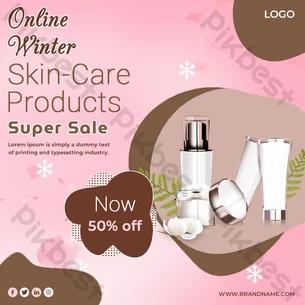 Online
LOGO
Winter
Skin-Care
Products
Super Sale
Lorem ipsum is simply dummy text
of printing and typesetting industry.
Now
50% off
WWW.BRANDNAME.COM
Pikbest